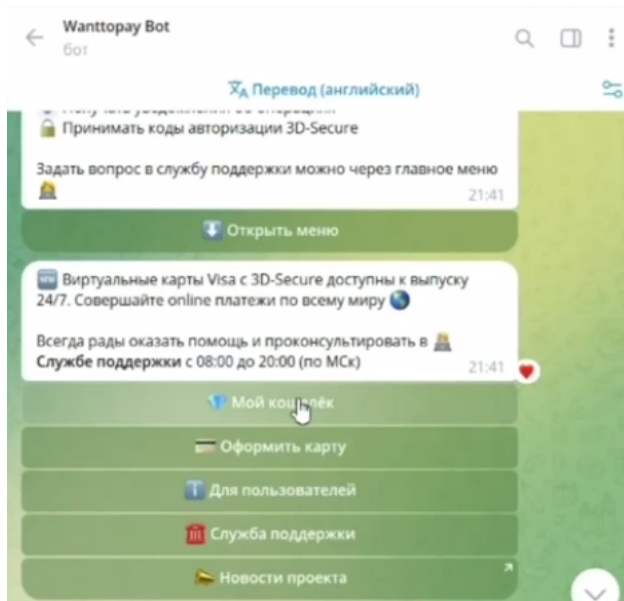 Wanttopay Bot
бот
Перевод (английский)
Принимать коды авторизации 3D-Secure
Задать вопрос в службу поддержки можно через главное меню
21:41
Открыть меню
Виртуальные карты Visa с 3D-Secure доступны к выпуску
24/7. Совершайте online платежи по всему миру
Всегда рады оказать помощь и проконсультировать в
Службе поддержки с 08:00 до 20:00 (по МСк)
21:41
Мой кошелёк
Оформить карту
Для пользователей
Служба поддержки
Новости проекта